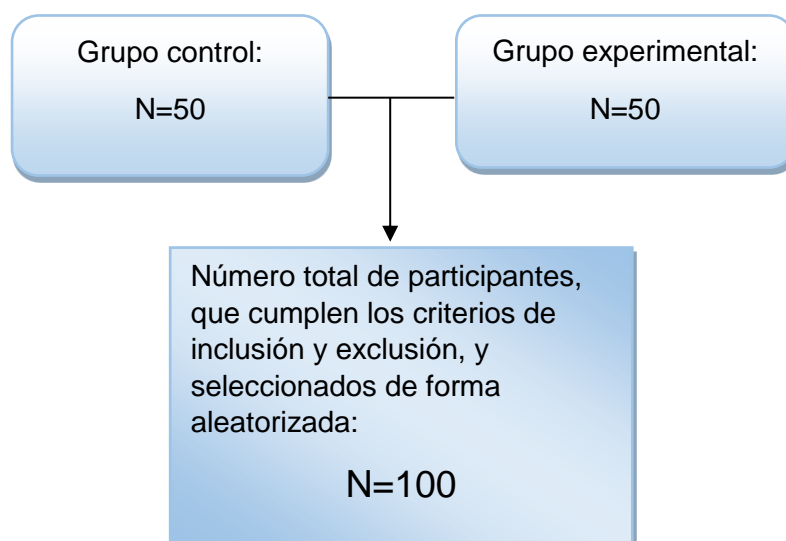 Grupo control:
N=50
Grupo experimental:
N=50
Número total de participantes,
que cumplen los criterios de
inclusión y exclusión, y
seleccionados de forma
aleatorizada:
N=100